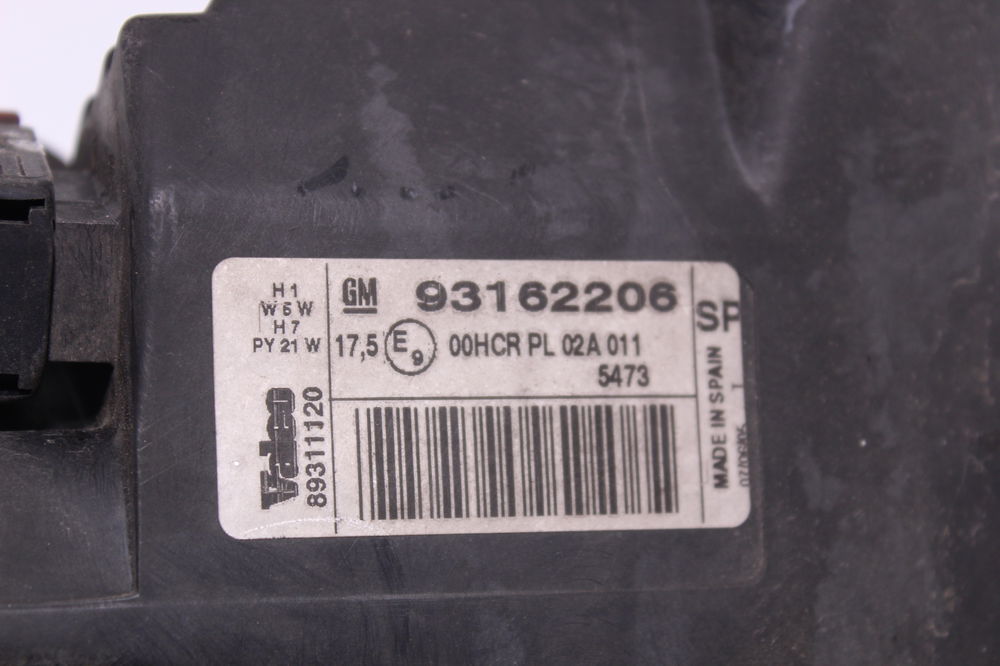 H1
W5W
H7
PY 21 W
Valeo
89311120
GM 93162206
17,5 E9 00HCR PL 02A 011
5473
SP
MADE IN SPAIN